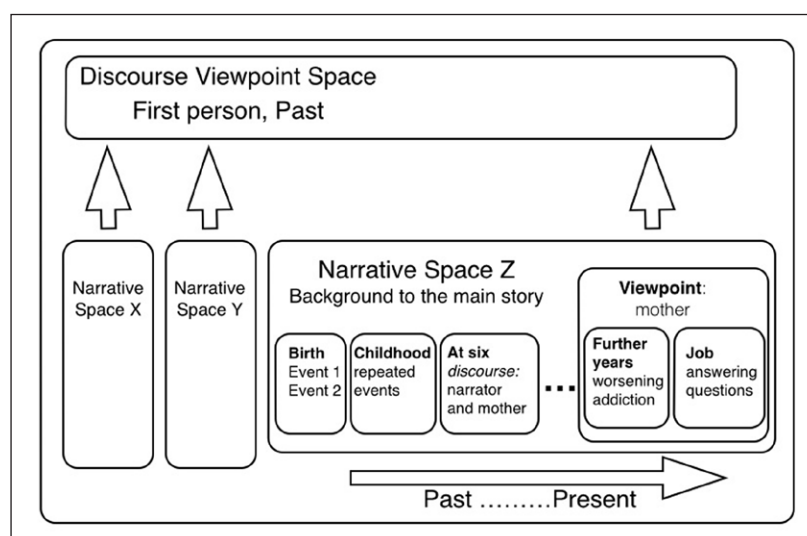 Discourse Viewpoint Space
First person, Past
Narrative
Space X
Narrative
Space Y
Narrative Space Z
Background to the main story
Birth
Event 1
Event 2
Childhood
repeated
events
At six
discourse:
narrator
and mother
...
Viewpoint:
mother
Further
years
worsening
addiction
Job
answering
questions
Past .........Present